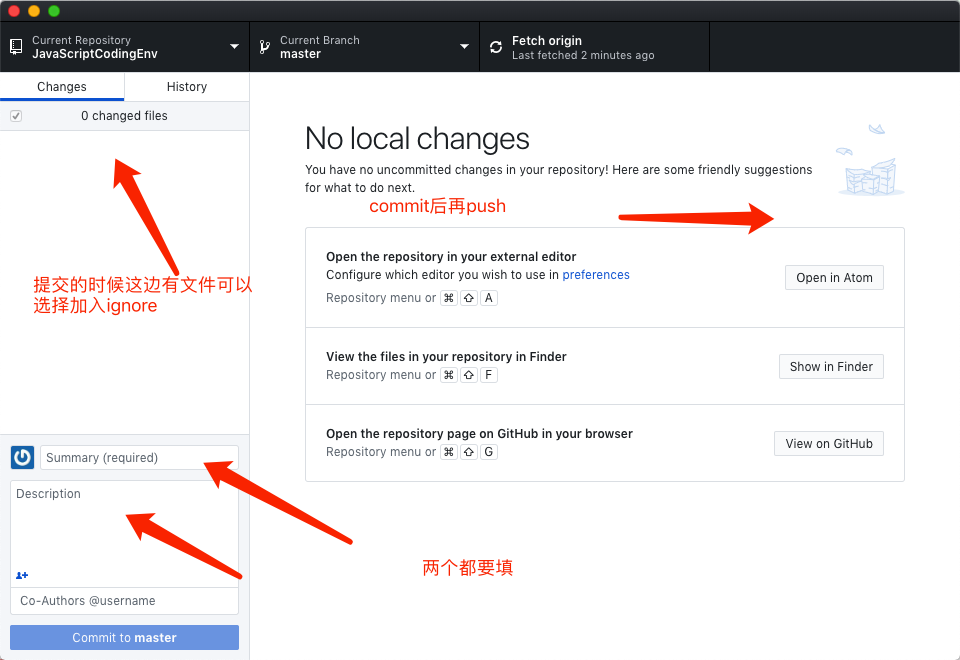 Current Repository
JavaScriptCodingEnv
Current Branch
master
Fetch origin
Last fetched 2 minutes ago
Changes
History
0 changed files
提交的时候这边有文件可以
选择加入ignore
Summary (required)
Description
Co-Authors @username
Commit to master
No local changes
You have no uncommitted changes in your repository! Here are some friendly suggestions
for what to do next.
commit后再push
Open the repository in your external editor
Configure which editor you wish to use in preferences
Repository menu or ⌘ ⇧ A
Open in Atom
View the files in your repository in Finder
Repository menu or ⌘ ⇧ F
Show in Finder
Open the repository page on GitHub in your browser
Repository menu or ⌘ ⇧ G
View on GitHub
两个都要填